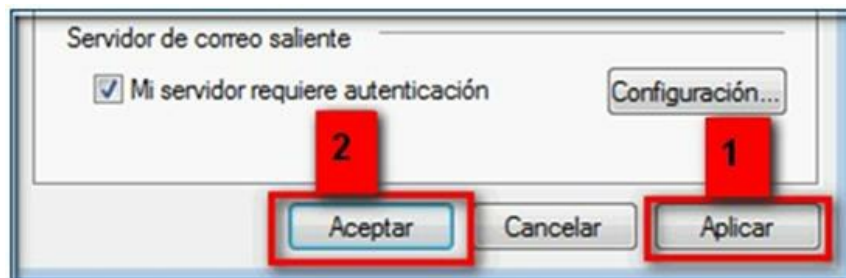 Servidor de correo saliente
Mi servidor requiere autenticación
Configuración...
2
1
Aceptar
Cancelar
Aplicar